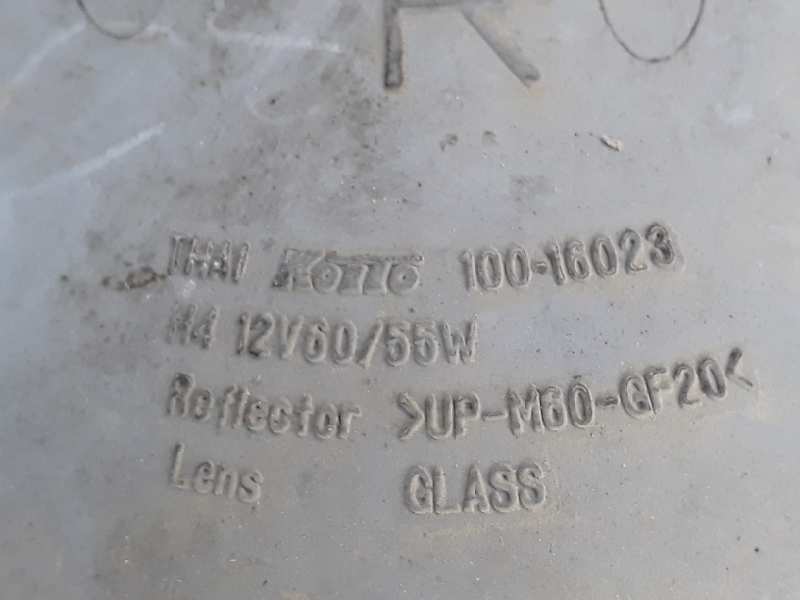 R
THAI KOITO 100-16023
H4 12V60/55W
Reflector >UP-M60-GF20<
Lens GLASS